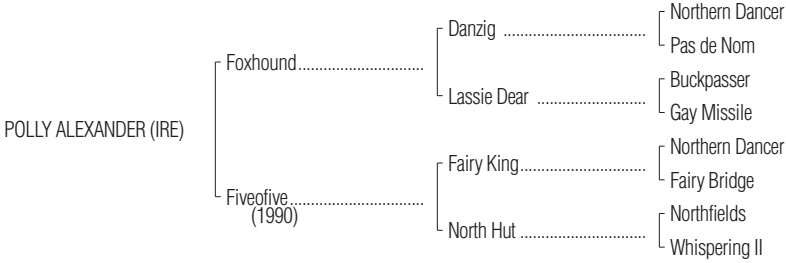 Northern Dancer
Danzig ................................
Pas de Nom
Foxhound............................
Buckpasser
Lassie Dear ........................
Gay Missile
POLLY ALEXANDER (IRE)
Northern Dancer
Fairy King............................
Fairy Bridge
Fiveofive..............................
(1990)
Northfields
North Hut ............................
Whispering II